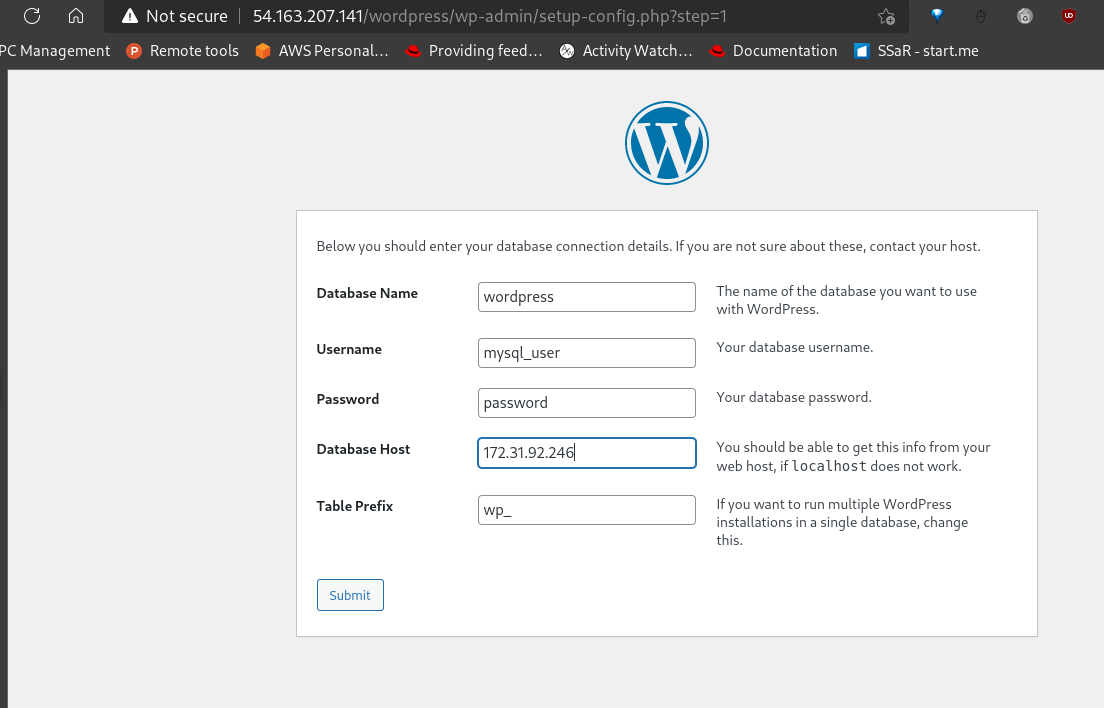 Not secure 54.163.207.141/wordpress/wp-admin/setup-config.php?step=1
PC Management Remote tools AWS Personal... Providing feed... Activity Watch... Documentation SSaR - start.me
Below you should enter your database connection details. If you are not sure about these, contact your host.
Database Name wordpress The name of the database you want to use
with WordPress.
Username mysql_user Your database username.
Password password Your database password.
Database Host 172.31.92.246 You should be able to get this info from your
web host, if localhost does not work.
Table Prefix wp_ If you want to run multiple WordPress
installations in a single database, change
this.
Submit